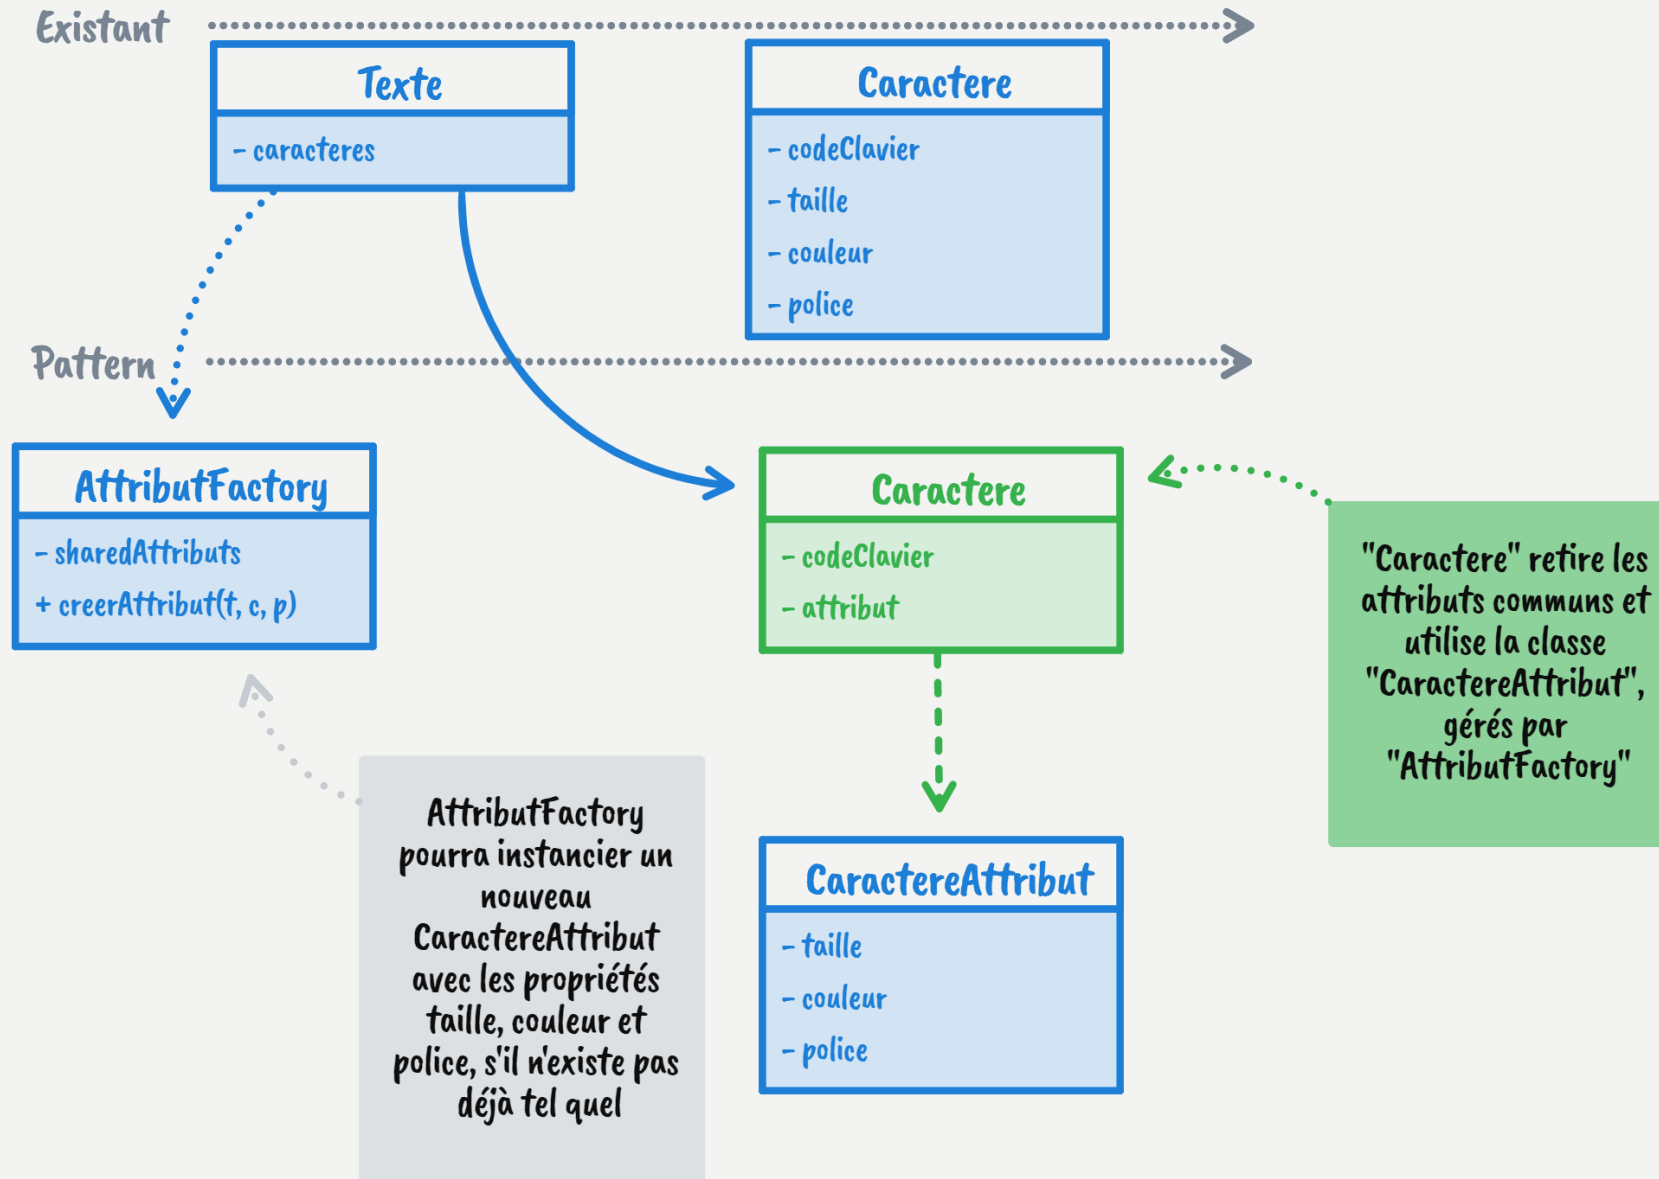 Existant
Texte
- caracteres
Caractere
- codeClavier
- taille
- couleur
- police
Pattern
AttributFactory
- sharedAttributs
+ creerAttribut(t, c, p)
Caractere
- codeClavier
- attribut
"Caractere" retire les
attributs communs et
utilise la classe
"CaractereAttribut",
gérés par
"AttributFactory"
AttributFactory
pourra instancier un
nouveau
CaractereAttribut
avec les propriétés
taille, couleur et
police, s'il n'existe pas
déjà tel quel
CaractereAttribut
- taille
- couleur
- police